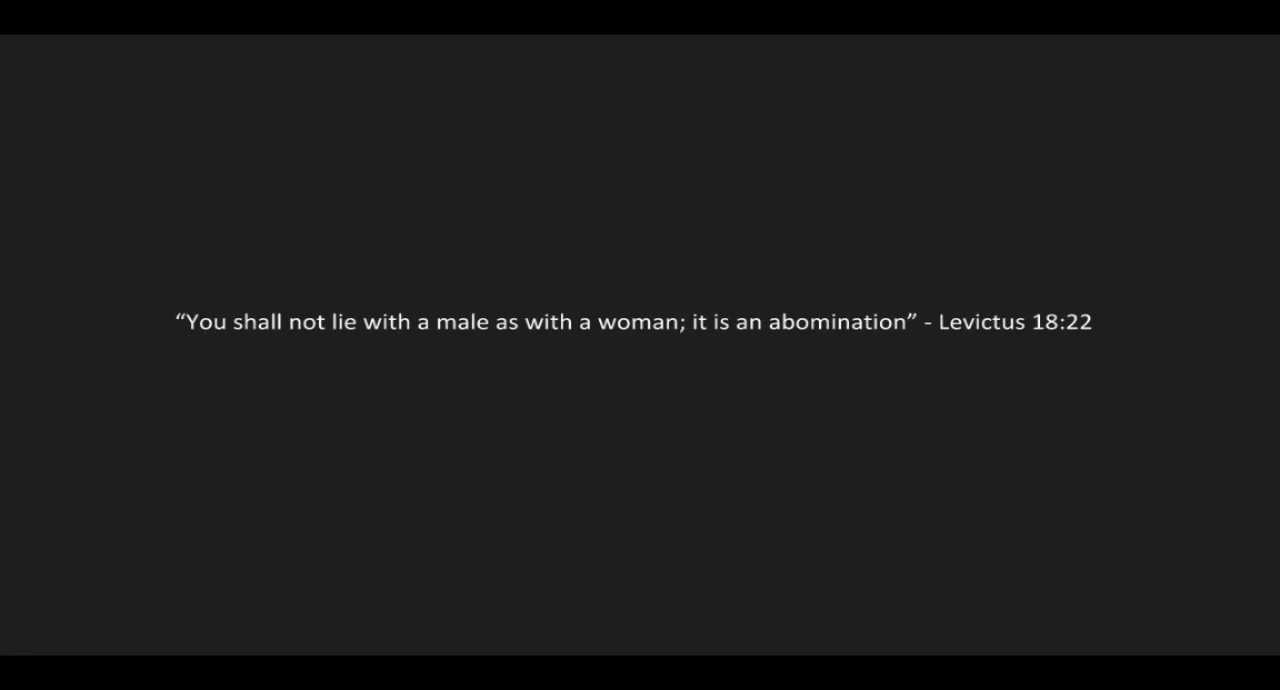 “You shall not lie with a male as with a woman; it is an abomination” - Levictus 18:22